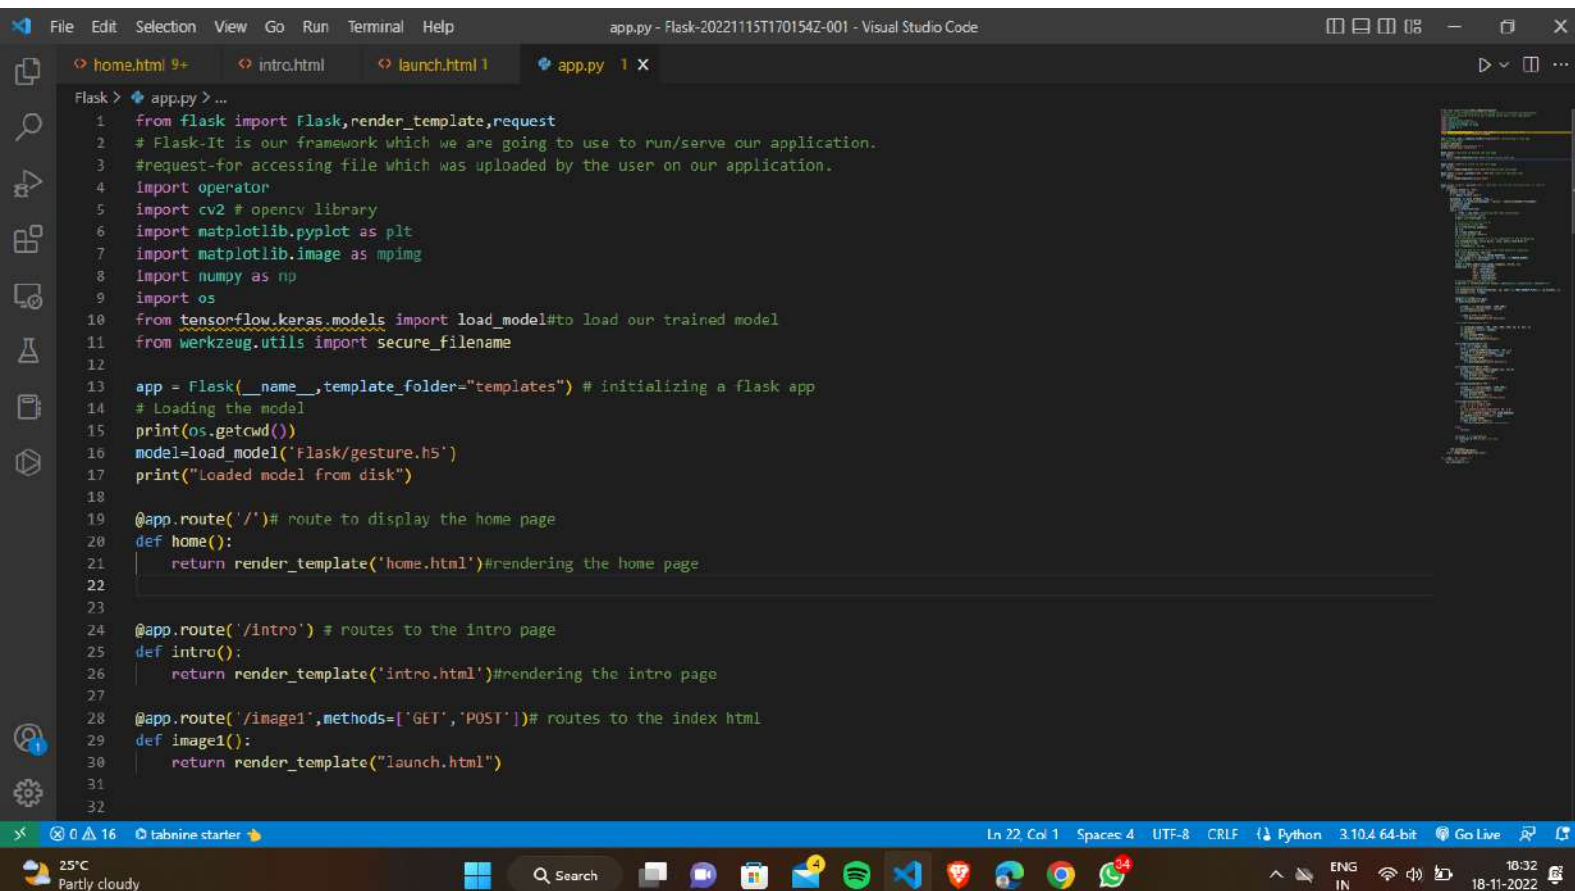 File Edit Selection View Go Run Terminal Help app.py - Flask-20221115T170154Z-001 - Visual Studio Code
home.html 9+ intro.html launch.html 1 app.py 1
Flask > app.py > ...
1 from flask import Flask,render_template,request
2 # Flask-It is our framework which we are going to use to run/serve our application.
3 #request-for accessing file which was uploaded by the user on our application.
4 import operator
5 import cv2 # opencv library
6 import matplotlib.pyplot as plt
7 import matplotlib.image as mpimg
8 import numpy as np
9 import os
10 from tensorflow.keras.models import load_model#to load our trained model
11 from werkzeug.utils import secure_filename
12
13 app = Flask(__name__,template_folder="templates") # initializing a flask app
14 # Loading the model
15 print(os.getcwd())
16 model=load_model('Flask/gesture.h5')
17 print("Loaded model from disk")
18
19 @app.route('/')# route to display the home page
20 def home():
21 return render_template('home.html')#rendering the home page
22
23
24 @app.route('/intro') # routes to the intro page
25 def intro():
26 return render_template('intro.html')#rendering the intro page
27
28 @app.route('/image1',methods=['GET','POST'])# routes to the index html
29 def image1():
30 return render_template("launch.html")
31
32
0 16 tabnine starter Ln 22, Col 1 Spaces: 4 UTF-8 CRLF Python 3.10.4 64-bit Go Live
25°C
Partly cloudy
Search
4
34
ENG
IN
18:32
18-11-2022